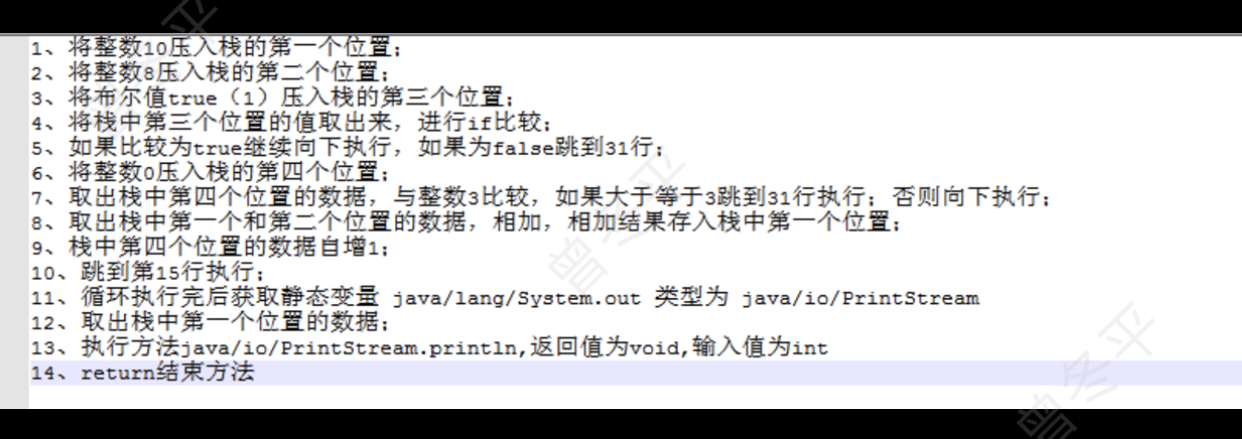 1、将整数10压入栈的第一个位置;
2、将整数8压入栈的第二个位置;
3、将布尔值true（1）压入栈的第三个位置;
4、将栈中第三个位置的值取出来，进行if比较;
5、如果比较为true继续向下执行，如果为false跳到31行;
6、将整数0压入栈的第四个位置;
7、取出栈中第四个位置的数据，与整数3比较，如果大于等于3跳到31行执行；否则向下执行;
8、取出栈中第一个和第二个位置的数据，相加，相加结果存入栈中第一个位置;
9、栈中第四个位置的数据自增1;
10、跳到第15行执行;
11、循环执行完后获取静态变量 java/lang/System.out 类型为 java/io/PrintStream
12、取出栈中第一个位置的数据;
13、执行方法java/io/PrintStream.println,返回值为void,输入值为int
14、return结束方法
曾冬平
曾冬平